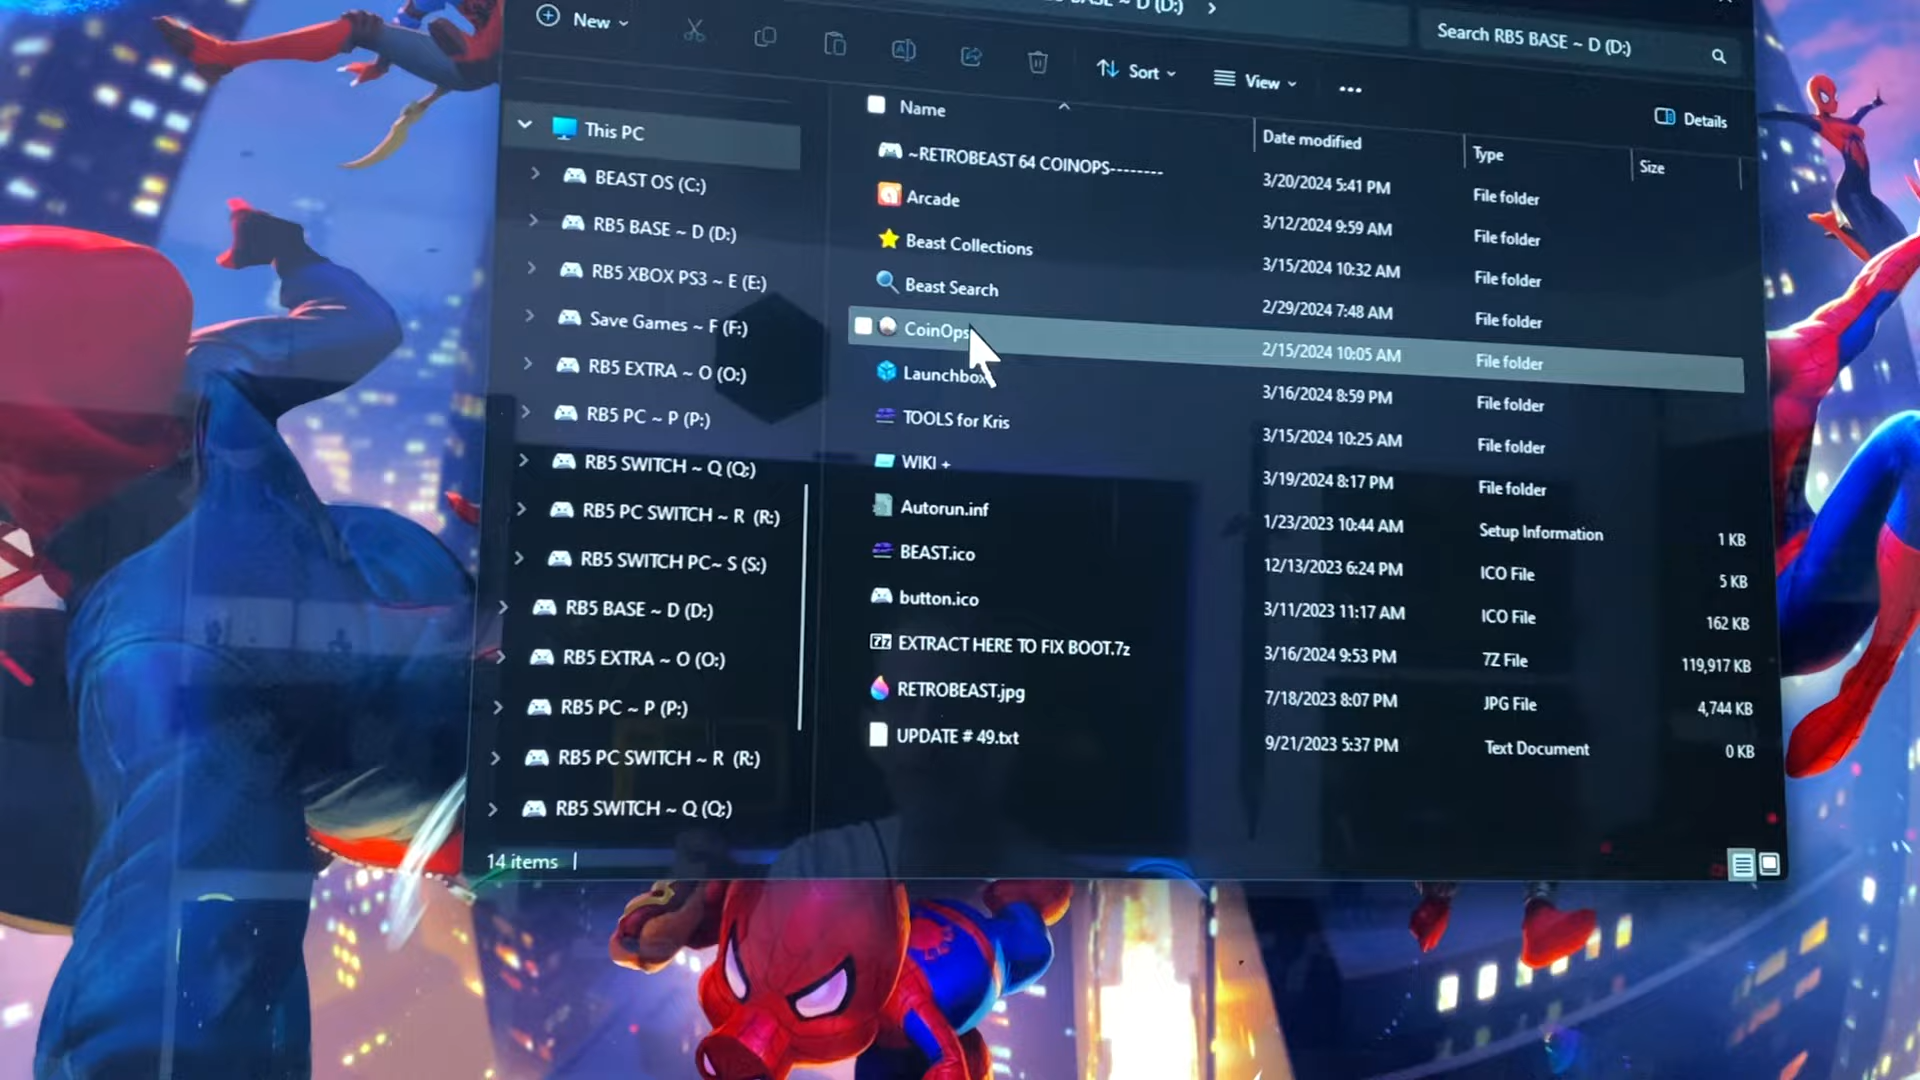 D (D:)
New
Sort
View
Search RB5 BASE ~ D (D:)
Details
This PC
BEAST OS (C:)
RB5 BASE ~ D (D:)
RB5 XBOX PS3 ~ E (E:)
Save Games ~ F (F:)
RB5 EXTRA ~ O (O:)
RB5 PC ~ P (P:)
RB5 SWITCH ~ Q (Q:)
RB5 PC SWITCH ~ R (R:)
RB5 SWITCH PC~ S (S:)
RB5 BASE ~ D (D:)
RB5 EXTRA ~ O (O:)
RB5 PC ~ P (P:)
RB5 PC SWITCH ~ R (R:)
RB5 SWITCH ~ Q (Q:)
Name Date modified Type Size
~RETROBEAST 64 COINOPS-------- 3/20/2024 5:41 PM File folder
Arcade 3/12/2024 9:59 AM File folder
Beast Collections 3/15/2024 10:32 AM File folder
Beast Search 2/29/2024 7:48 AM File folder
CoinOps 2/15/2024 10:05 AM File folder
Launchbox 3/16/2024 8:59 PM File folder
TOOLS for Kris 3/15/2024 10:25 AM File folder
WIKI + 3/19/2024 8:17 PM File folder
Autorun.inf 1/23/2023 10:44 AM Setup Information 1 KB
BEAST.ico 12/13/2023 6:24 PM ICO File 5 KB
button.ico 3/11/2023 11:17 AM ICO File 162 KB
EXTRACT HERE TO FIX BOOT.7z 3/16/2024 9:53 PM 7Z File 119,917 KB
RETROBEAST.jpg 7/18/2023 8:07 PM JPG File 4,744 KB
UPDATE # 49.txt 9/21/2023 5:37 PM Text Document 0 KB
14 items